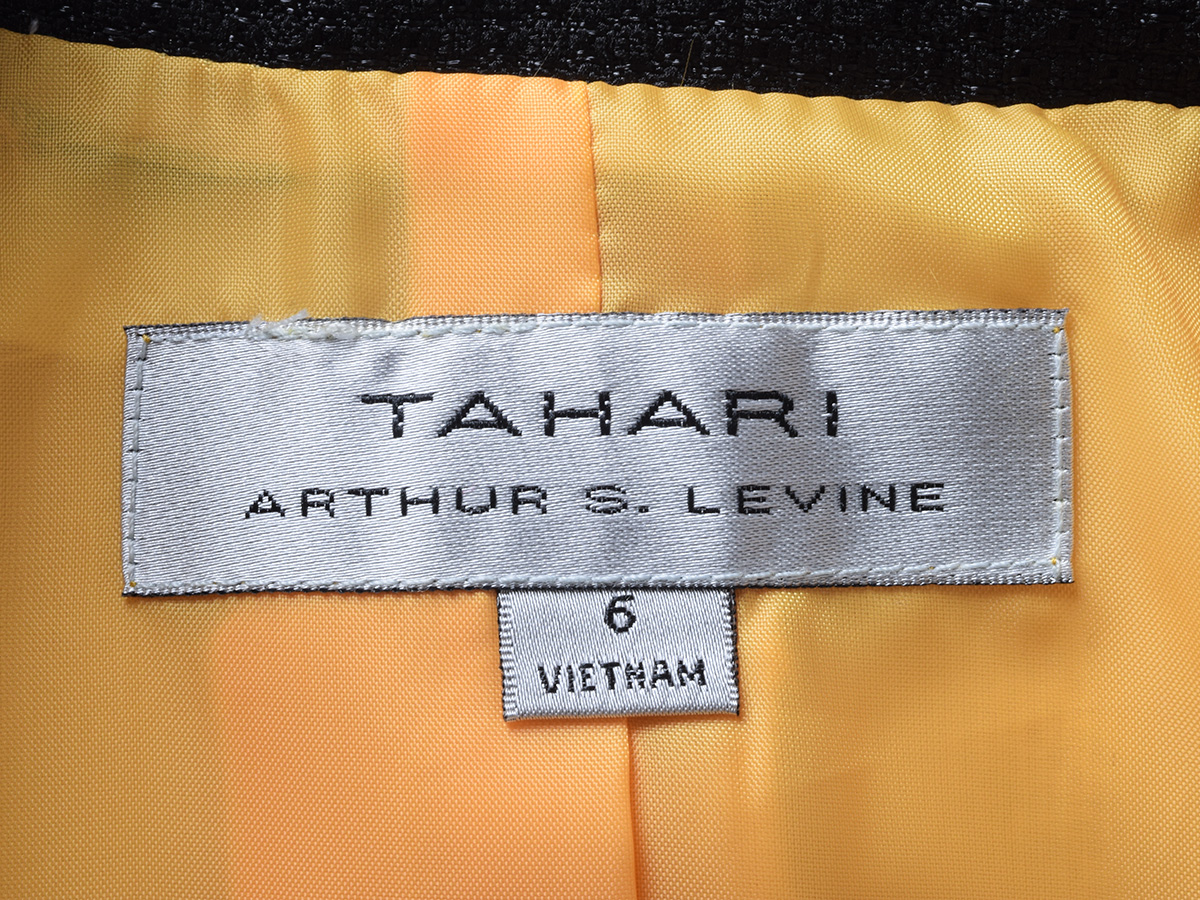 TAHARI
ARTHUR S. LEVINE
6
VIETNAM